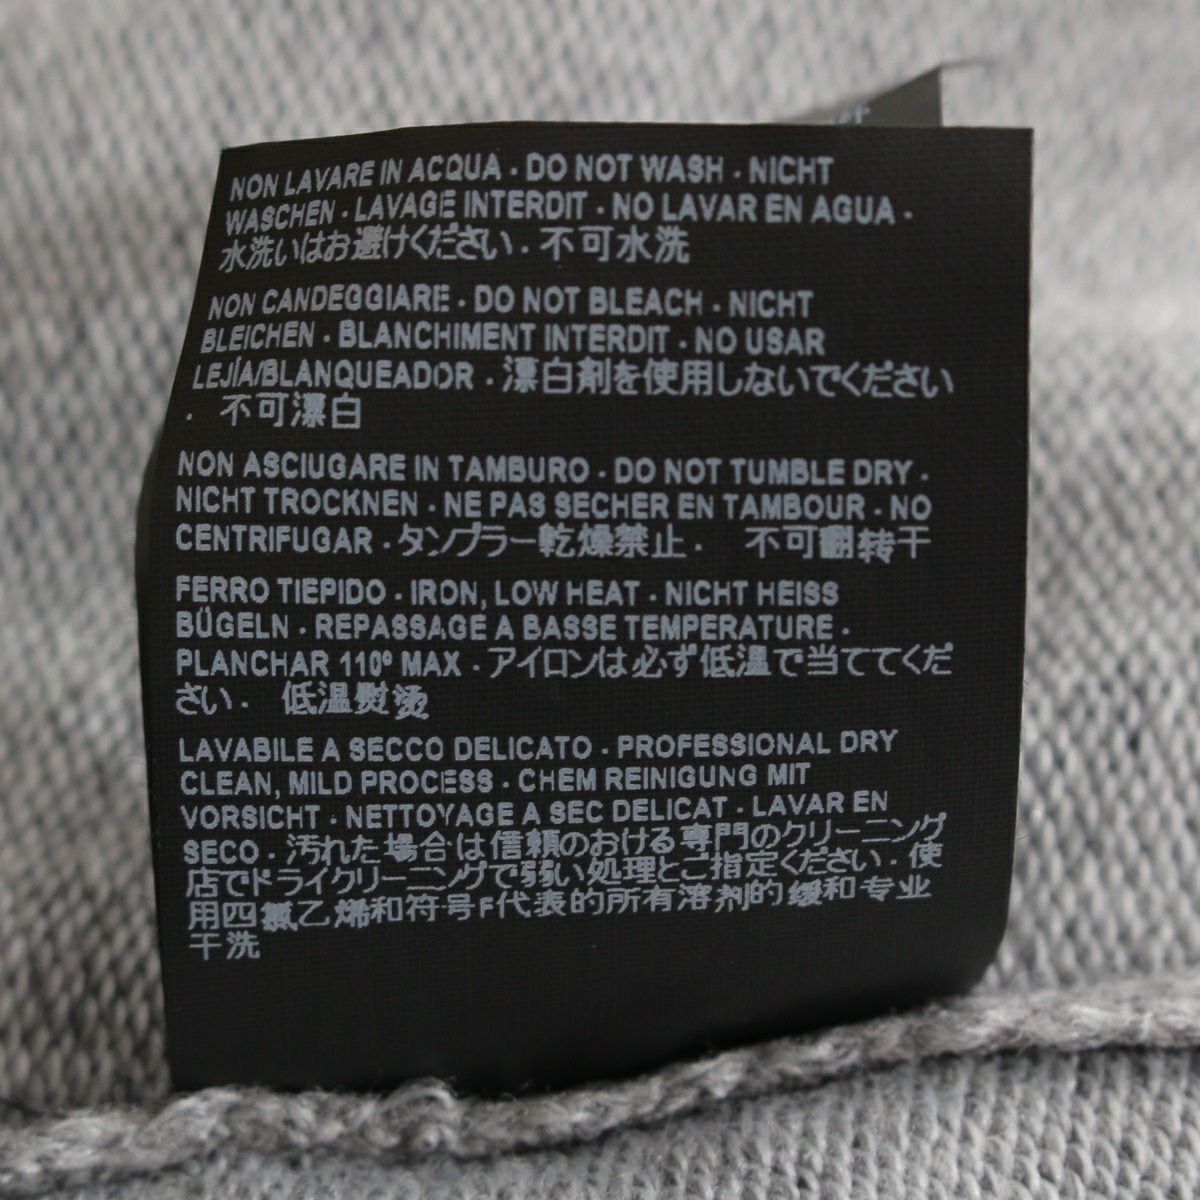 NON LAVARE IN ACQUA · DO NOT WASH · NICHT
WASCHEN · LAVAGE INTERDIT · NO LAVAR EN AGUA ·
水洗いはお避けください · 不可水洗
NON CANDEGGIARE · DO NOT BLEACH · NICHT
BLEICHEN · BLANCHIMENT INTERDIT · NO USAR
LEJÍA/BLANQUEADOR · 漂白剤を使用しないでください
· 不可漂白
NON ASCIUGARE IN TAMBURO · DO NOT TUMBLE DRY ·
NICHT TROCKNEN · NE PAS SECHER EN TAMBOUR · NO
CENTRIFUGAR · タンブラー乾燥禁止 · 不可翻转干
FERRO TIEPIDO · IRON, LOW HEAT · NICHT HEISS
BÜGELN · REPASSAGE A BASSE TEMPERATURE ·
PLANCHAR 110º MAX · アイロンは必ず低温で当ててくだ
さい · 低温熨烫
LAVABILE A SECCO DELICATO · PROFESSIONAL DRY
CLEAN, MILD PROCESS · CHEM REINIGUNG MIT
VORSICHT · NETTOYAGE A SEC DELICAT · LAVAR EN
SECO · 汚れた場合は信頼のおける専門のクリーニング
店でドライクリーニングで弱い処理とご指定ください · 使
用四氯乙烯和符号F代表的所有溶剂的缓和专业
干洗